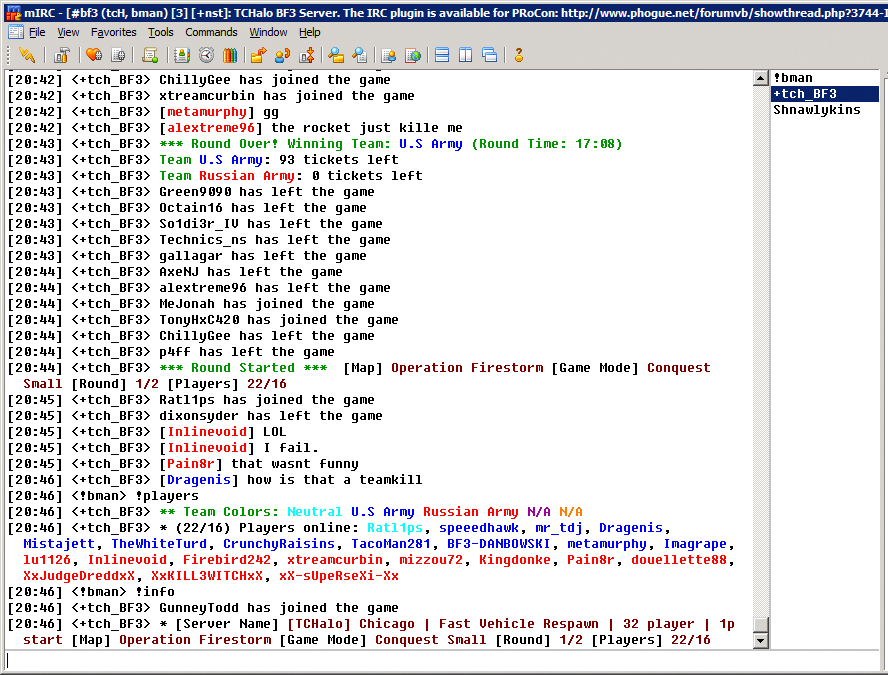 mIRC - [#bf3 (tcH, bman) [3] [+nst]: TCHalo BF3 Server. The IRC plugin is available for PRoCon: http://www.phogue.net/forumvb/showthread.php?3744-
File View Favorites Tools Commands Window Help
[20:42] <+tch_BF3> ChillyGee has joined the game
[20:42] <+tch_BF3> xtreamcurbin has joined the game
[20:42] <+tch_BF3> [metamurphy] gg
[20:42] <+tch_BF3> [alextreme96] the rocket just kille me
[20:43] <+tch_BF3> *** Round Over! Winning Team: U.S Army (Round Time: 17:08)
[20:43] <+tch_BF3> Team U.S Army: 93 tickets left
[20:43] <+tch_BF3> Team Russian Army: 0 tickets left
[20:43] <+tch_BF3> Green9090 has left the game
[20:43] <+tch_BF3> Octain16 has left the game
[20:43] <+tch_BF3> So1di3r_IV has left the game
[20:43] <+tch_BF3> Technics_ns has left the game
[20:43] <+tch_BF3> gallagar has left the game
[20:44] <+tch_BF3> AxeNJ has left the game
[20:44] <+tch_BF3> alextreme96 has left the game
[20:44] <+tch_BF3> MeJonah has joined the game
[20:44] <+tch_BF3> TonyHxC420 has joined the game
[20:44] <+tch_BF3> ChillyGee has left the game
[20:44] <+tch_BF3> p4ff has left the game
[20:44] <+tch_BF3> *** Round Started *** [Map] Operation Firestorm [Game Mode] Conquest
Small [Round] 1/2 [Players] 22/16
[20:45] <+tch_BF3> Ratl1ps has joined the game
[20:45] <+tch_BF3> dixonsyder has left the game
[20:45] <+tch_BF3> [Inlinevoid] LOL
[20:45] <+tch_BF3> [Inlinevoid] I fail.
[20:45] <+tch_BF3> [Pain8r] that wasnt funny
[20:46] <+tch_BF3> [Dragenis] how is that a teamkill
[20:46] <!bman> !players
[20:46] <+tch_BF3> ** Team Colors: Neutral U.S Army Russian Army N/A N/A
[20:46] <+tch_BF3> * (22/16) Players online: Ratl1ps, speeedhawk, mr_tdj, Dragenis,
Mistajett, TheWhiteTurd, CrunchyRaisins, TacoMan281, BF3-DANBOWSKI, metamurphy, Imagrape,
lu1126, Inlinevoid, Firebird242, xtreamcurbin, mizzou72, Kingdonke, Pain8r, douellette88,
XxJudgeDreddxX, XxKILL3WITCHxX, xX-sUpeRseXi-Xx
[20:46] <!bman> !info
[20:46] <+tch_BF3> GunneyTodd has joined the game
[20:46] <+tch_BF3> * [Server Name] [TCHalo] Chicago | Fast Vehicle Respawn | 32 player | 1p
start [Map] Operation Firestorm [Game Mode] Conquest Small [Round] 1/2 [Players] 22/16
!bman
+tch_BF3
Shnawlykins